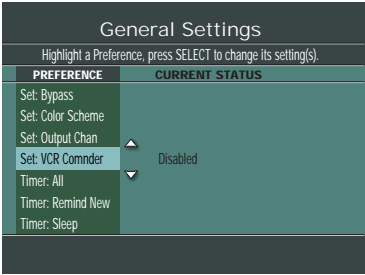 General Settings
Highlight a Preference, press SELECT to change its setting(s).
PREFERENCE CURRENT STATUS
Set: Bypass
Set: Color Scheme
Set: Output Chan
Set: VCR Comnder Disabled
Timer: All
Timer: Remind New
Timer: Sleep